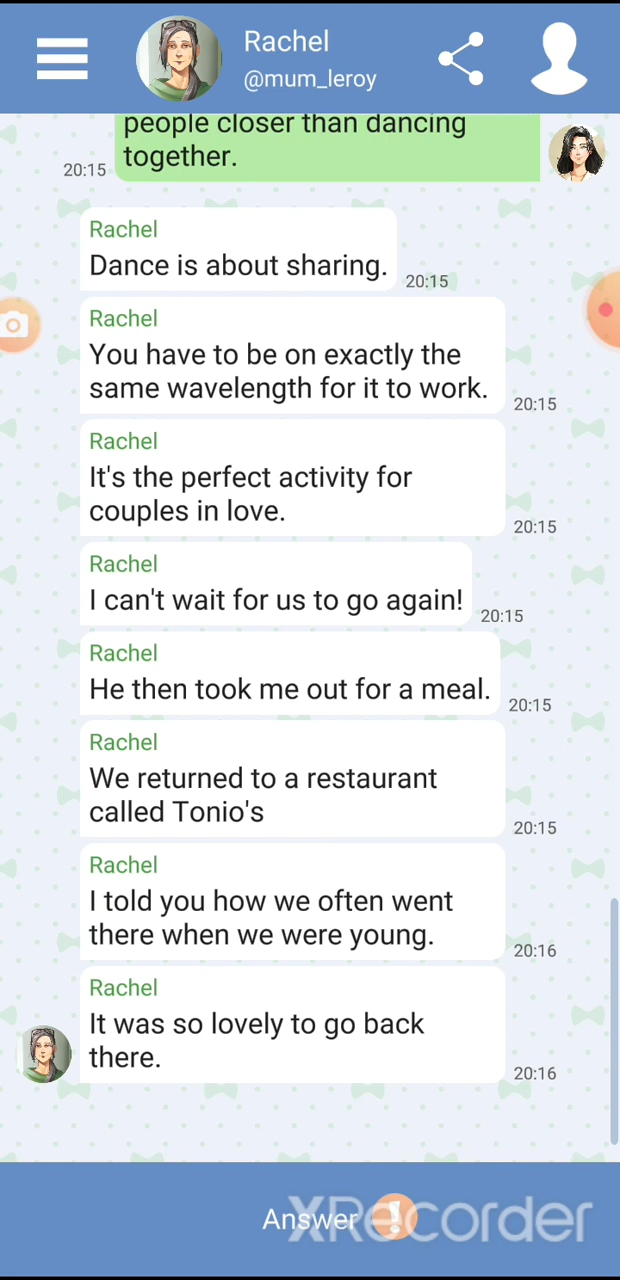 Rachel
@mum_leroy
people closer than dancing
together.
20:15
Rachel
Dance is about sharing.
20:15
Rachel
You have to be on exactly the
same wavelength for it to work.
20:15
Rachel
It's the perfect activity for
couples in love.
20:15
Rachel
I can't wait for us to go again!
20:15
Rachel
He then took me out for a meal.
20:15
Rachel
We returned to a restaurant
called Tonio's
20:15
Rachel
I told you how we often went
there when we were young.
20:16
Rachel
It was so lovely to go back
there.
20:16
Answer !
XRecorder